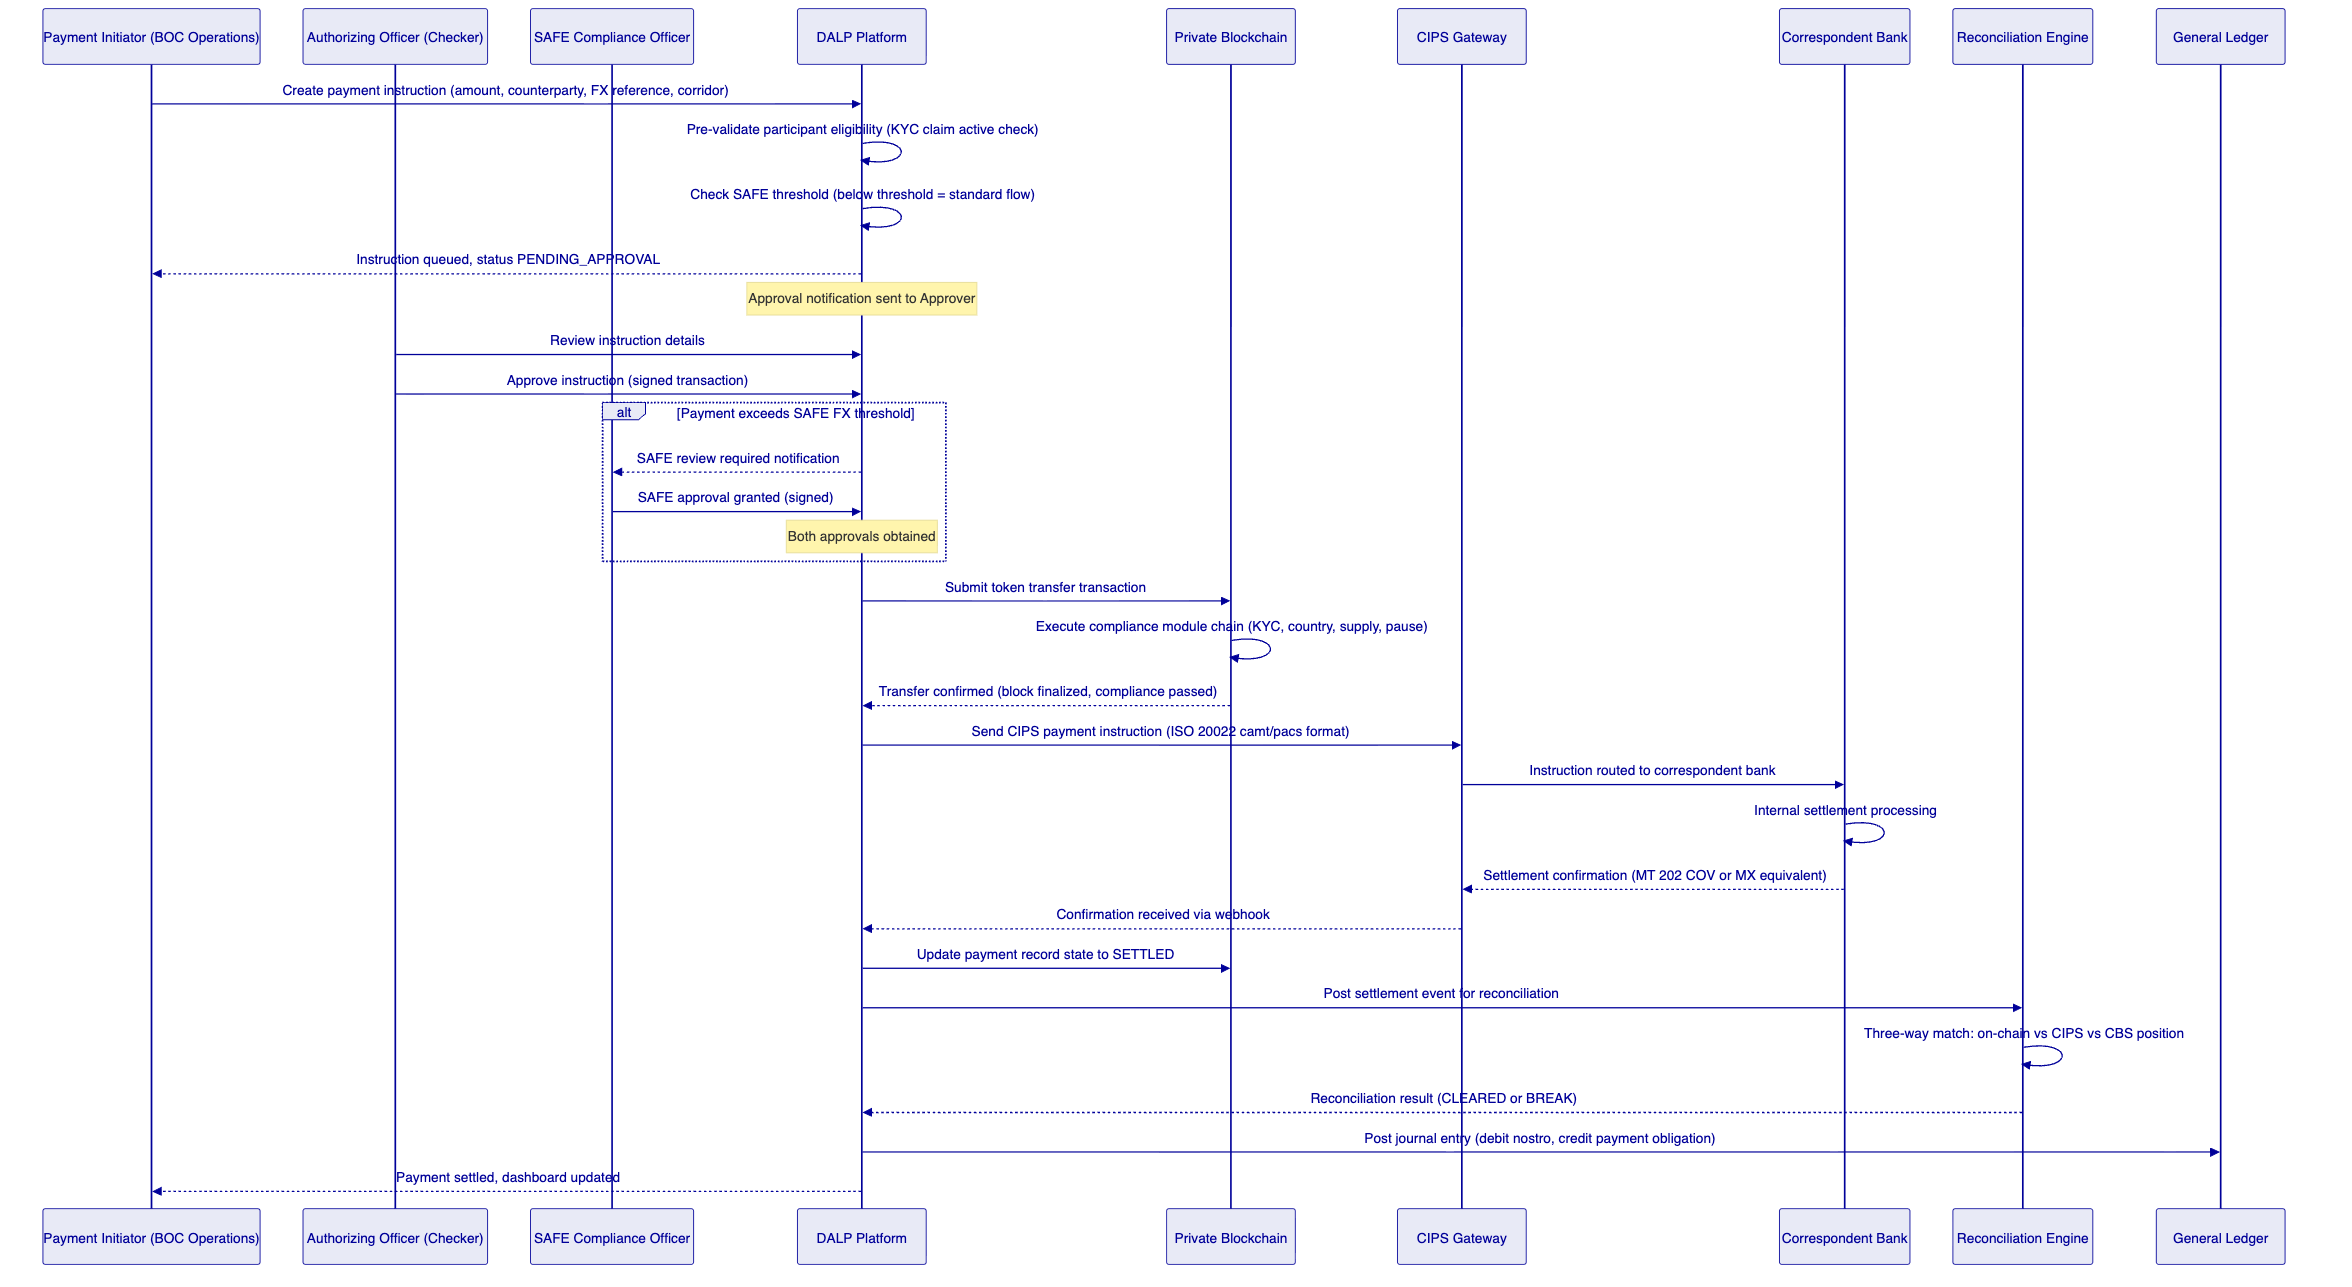 Payment Initiator (BOC Operations)
Authorizing Officer (Checker)
SAFE Compliance Officer
DALP Platform
Private Blockchain
CIPS Gateway
Correspondent Bank
Reconciliation Engine
General Ledger
Create payment instruction (amount, counterparty, FX reference, corridor)
Pre-validate participant eligibility (KYC claim active check)
Check SAFE threshold (below threshold = standard flow)
Instruction queued, status PENDING_APPROVAL
Approval notification sent to Approver
Review instruction details
Approve instruction (signed transaction)
alt
[Payment exceeds SAFE FX threshold]
SAFE review required notification
SAFE approval granted (signed)
Both approvals obtained
Submit token transfer transaction
Execute compliance module chain (KYC, country, supply, pause)
Transfer confirmed (block finalized, compliance passed)
Send CIPS payment instruction (ISO 20022 camt/pacs format)
Instruction routed to correspondent bank
Internal settlement processing
Settlement confirmation (MT 202 COV or MX equivalent)
Confirmation received via webhook
Update payment record state to SETTLED
Post settlement event for reconciliation
Three-way match: on-chain vs CIPS vs CBS position
Reconciliation result (CLEARED or BREAK)
Post journal entry (debit nostro, credit payment obligation)
Payment settled, dashboard updated
Payment Initiator (BOC Operations)
Authorizing Officer (Checker)
SAFE Compliance Officer
DALP Platform
Private Blockchain
CIPS Gateway
Correspondent Bank
Reconciliation Engine
General Ledger